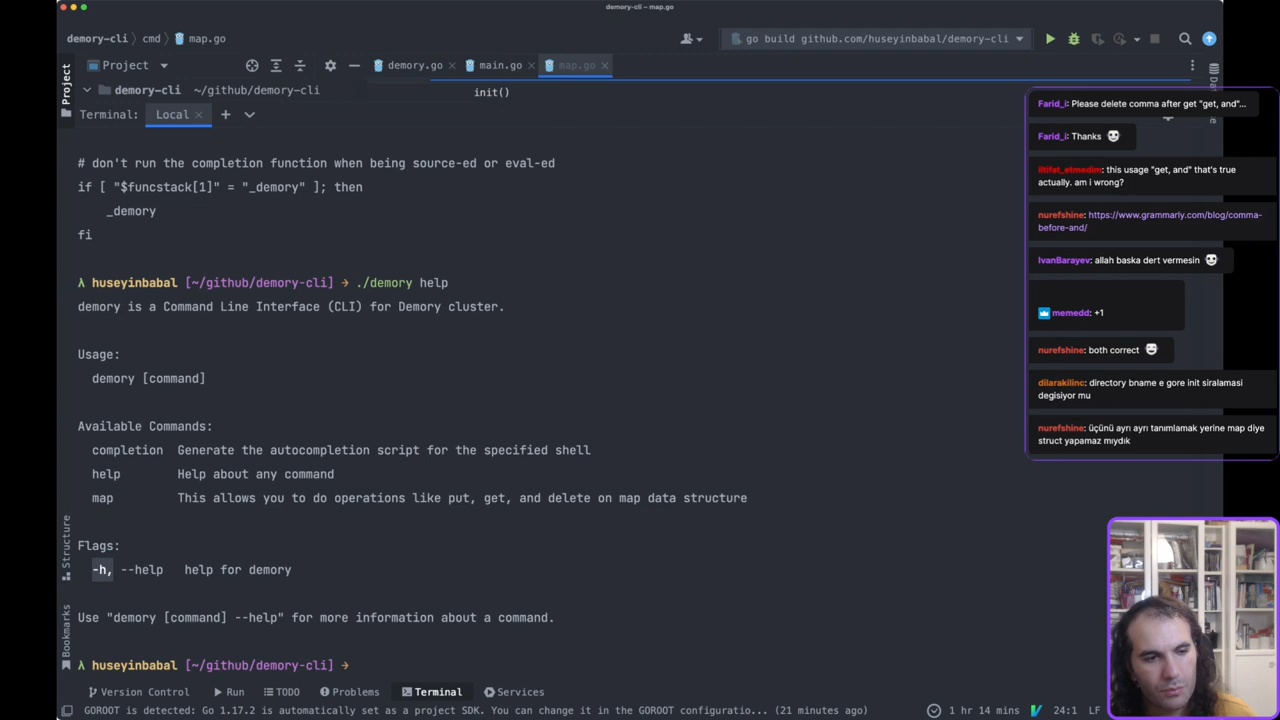 demory-cli – map.go
demory-cli
cmd
map.go
go build github.com/huseyinbabal/demory-cli
Project
Project
demory.go
main.go
map.go
demory-cli ~/github/demory-cli
init()
Terminal: Local
# don't run the completion function when being source-ed or eval-ed
if [ "$funcstack[1]" = "_demory" ]; then
_demory
fi
λ huseyinbabal [~/github/demory-cli] → ./demory help
demory is a Command Line Interface (CLI) for Demory cluster.
Usage:
demory [command]
Available Commands:
completion Generate the autocompletion script for the specified shell
help Help about any command
map This allows you to do operations like put, get, and delete on map data structure
Flags:
-h, --help help for demory
Use "demory [command] --help" for more information about a command.
λ huseyinbabal [~/github/demory-cli] →
Structure
Bookmarks
Farid_i: Please delete comma after get "get, and"...
Farid_i: Thanks
iltifat_etmedim: this usage "get, and" that's true
actually. am i wrong?
nurefshine: https://www.grammarly.com/blog/comma-
before-and/
IvanBarayev: allah baska dert vermesin
memedd: +1
nurefshine: both correct
dilarakilinc: directory bname e gore init siralamasi
degisiyor mu
nurefshine: üçünü ayrı ayrı tanımlamak yerine map diye
struct yapamaz mıydık
Version Control
Run
TODO
Problems
Terminal
Services
GOROOT is detected: Go 1.17.2 is automatically set as a project SDK. You can change it in the GOROOT configuratio... (21 minutes ago)
1 hr 14 mins
24:1
LF